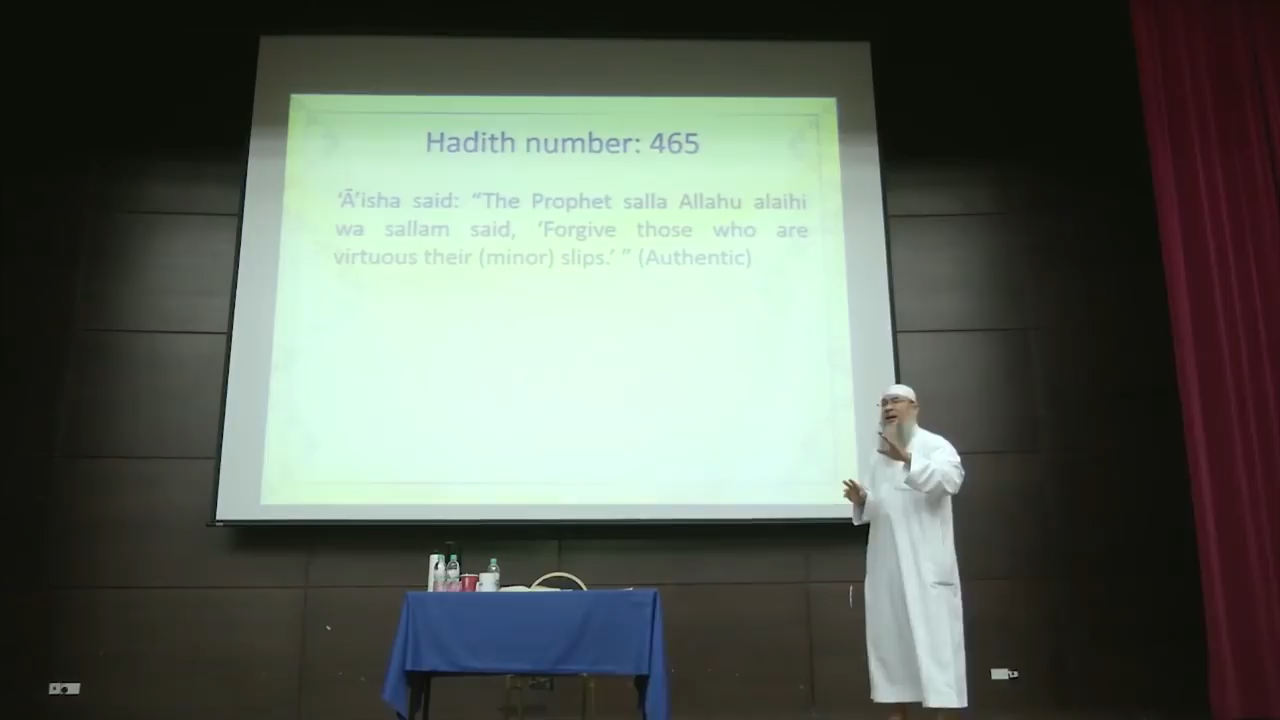 Hadith number: 465
‘Ā’isha said: “The Prophet salla Allahu alaihi
wa sallam said, ‘Forgive those who are
virtuous their (minor) slips.’ ” (Authentic)